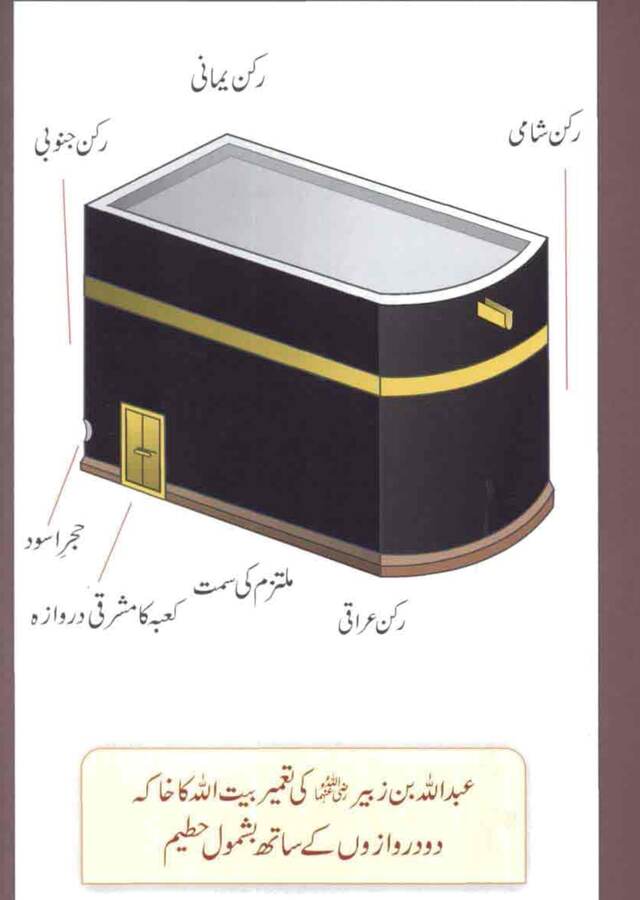 رکن یمانی
رکن شامی
رکن جنوبی
حجرِ اسود
ملتزم کی سمت
کعبہ کا مشرقی دروازہ
رکن عراقی
عبداللہ بن زبیر رضی اللہ عنہما کی تعمیر بیت اللہ کا خاکہ
دو دروازوں کے ساتھ بشمول حطیم